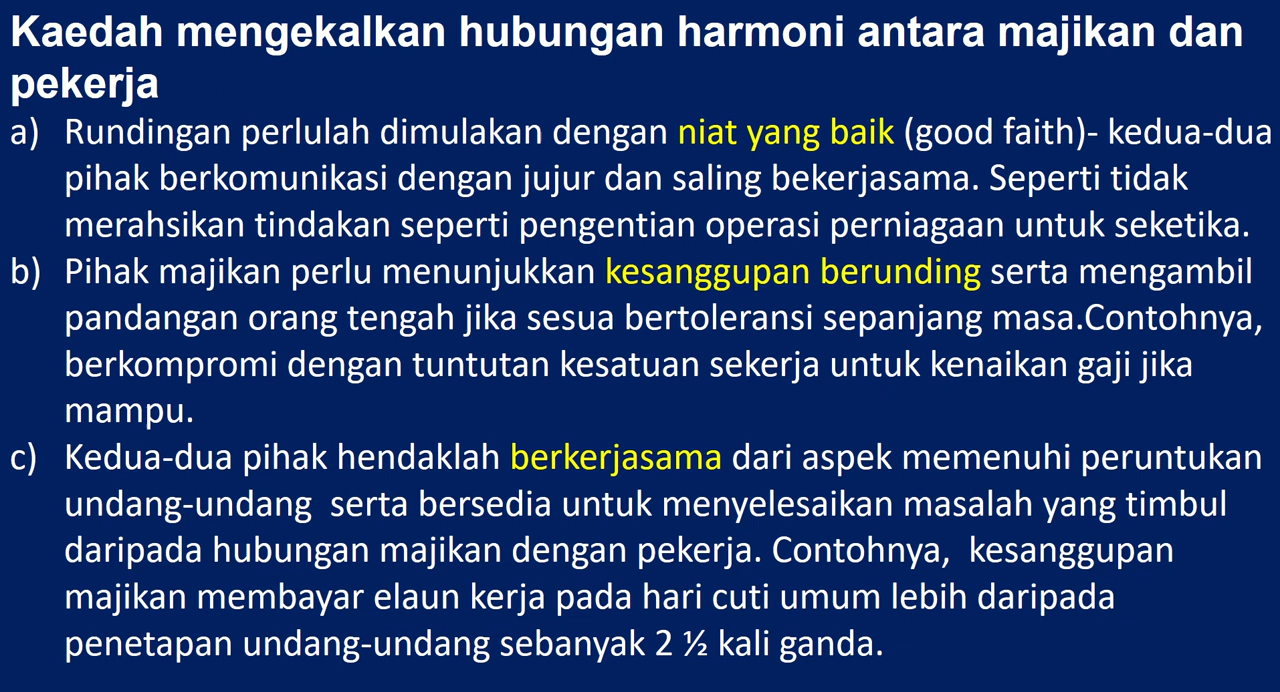 Kaedah mengekalkan hubungan harmoni antara majikan dan
pekerja
a) Rundingan perlulah dimulakan dengan niat yang baik (good faith)- kedua-dua
pihak berkomunikasi dengan jujur dan saling bekerjasama. Seperti tidak
merahsikan tindakan seperti pengentian operasi perniagaan untuk seketika.
b) Pihak majikan perlu menunjukkan kesanggupan berunding serta mengambil
pandangan orang tengah jika sesua bertoleransi sepanjang masa.Contohnya,
berkompromi dengan tuntutan kesatuan sekerja untuk kenaikan gaji jika
mampu.
c) Kedua-dua pihak hendaklah berkerjasama dari aspek memenuhi peruntukan
undang-undang  serta bersedia untuk menyelesaikan masalah yang timbul
daripada hubungan majikan dengan pekerja. Contohnya,  kesanggupan
majikan membayar elaun kerja pada hari cuti umum lebih daripada
penetapan undang-undang sebanyak 2 ½ kali ganda.